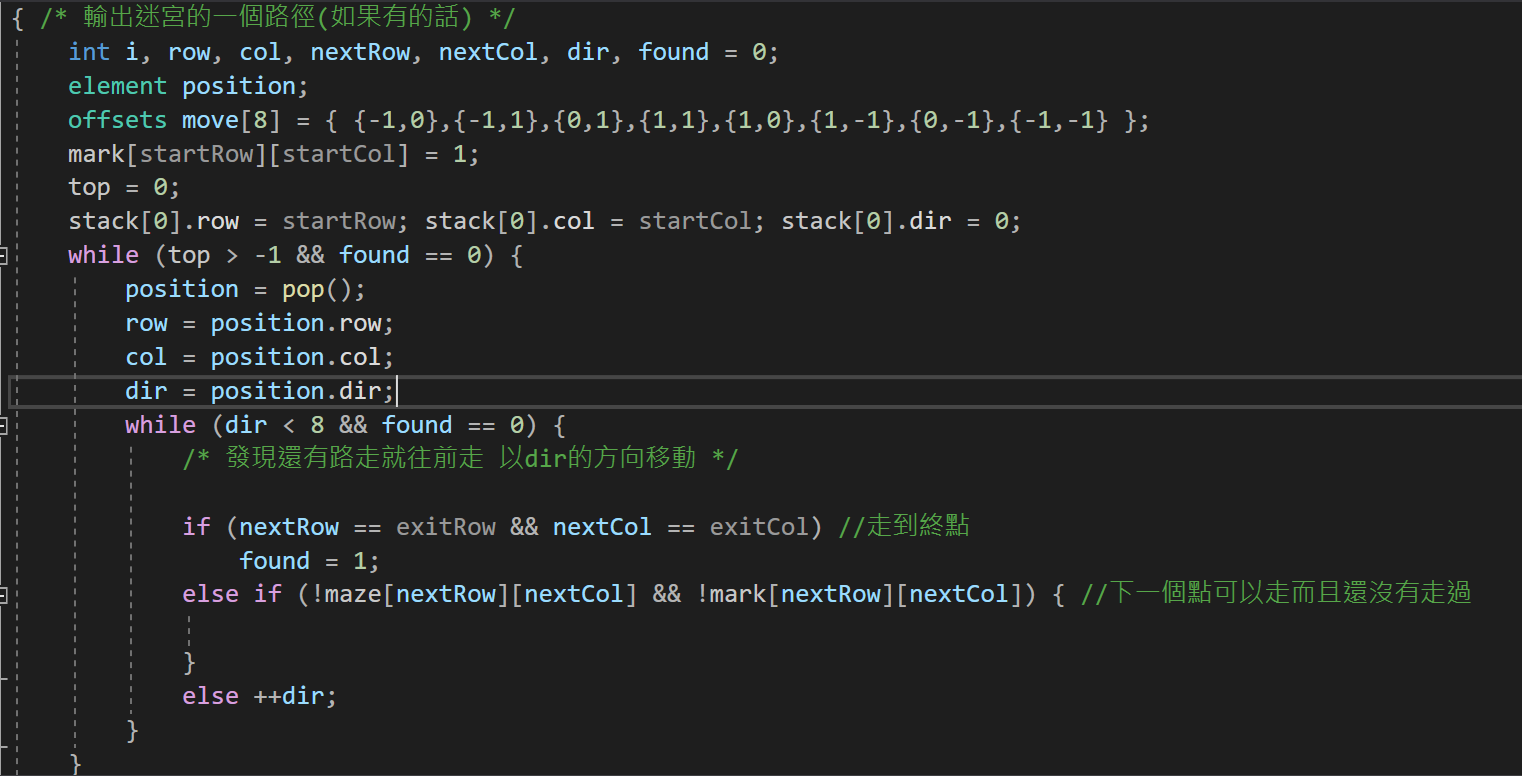 { /* 輸出迷宮的一個路徑(如果有的話) */
int i, row, col, nextRow, nextCol, dir, found = 0;
element position;
offsets move[8] = { {-1,0},{-1,1},{0,1},{1,1},{1,0},{1,-1},{0,-1},{-1,-1} };
mark[startRow][startCol] = 1;
top = 0;
stack[0].row = startRow; stack[0].col = startCol; stack[0].dir = 0;
while (top > -1 && found == 0) {
position = pop();
row = position.row;
col = position.col;
dir = position.dir;
while (dir < 8 && found == 0) {
/* 發現還有路走就往前走 以dir的方向移動 */
if (nextRow == exitRow && nextCol == exitCol) //走到終點
found = 1;
else if (!maze[nextRow][nextCol] && !mark[nextRow][nextCol]) { //下一個點可以走而且還沒有走過
}
else ++dir;
}
}